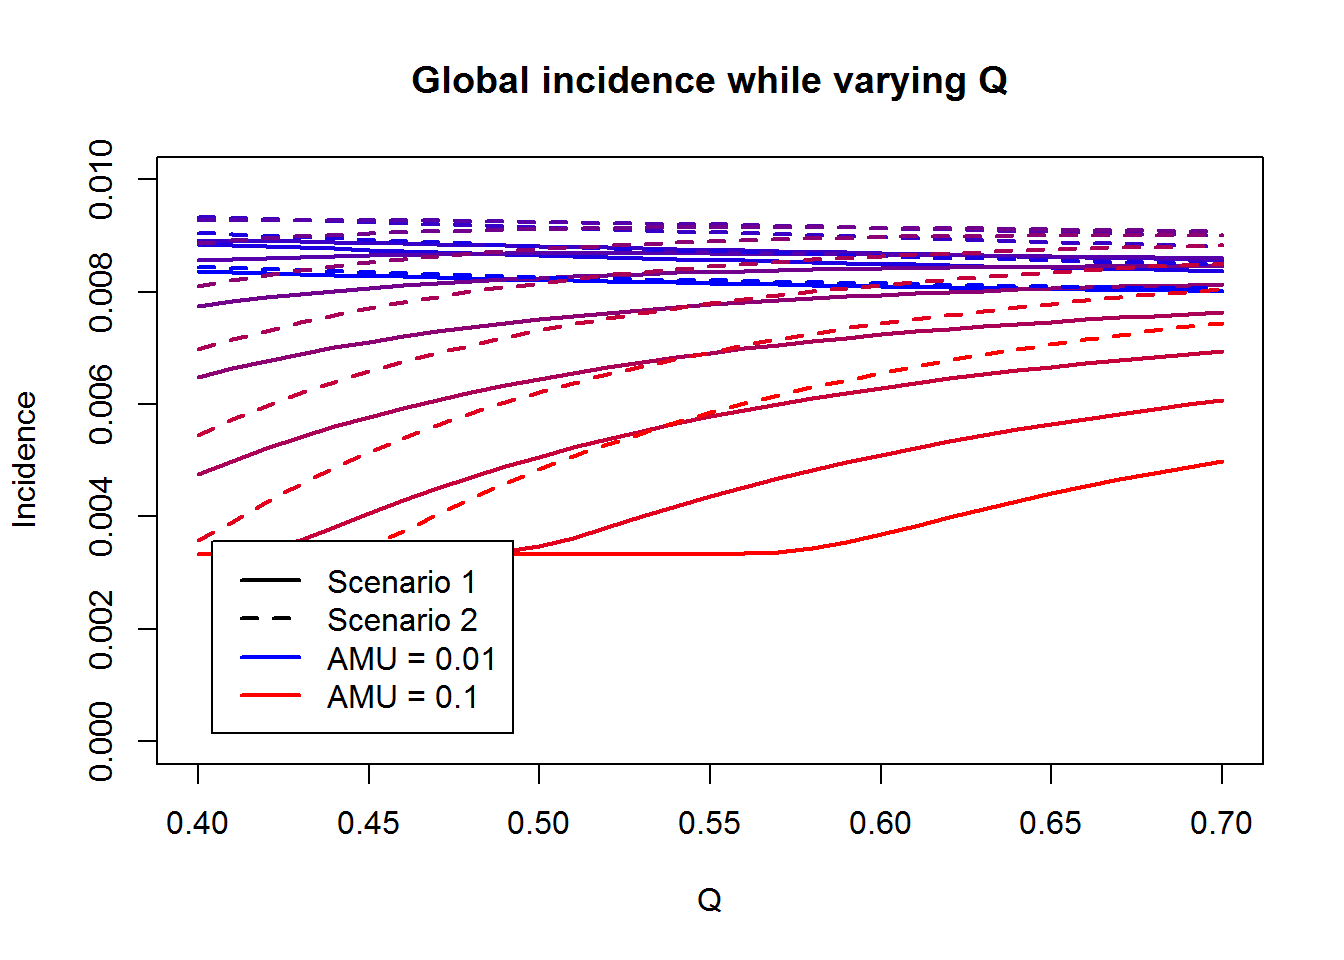 Global incidence while varying Q
Incidence
0.010
0.008
0.006
0.004
0.002
0.000
Scenario 1
Scenario 2
AMU = 0.01
AMU = 0.1
0.40 0.45 0.50 0.55 0.60 0.65 0.70
Q